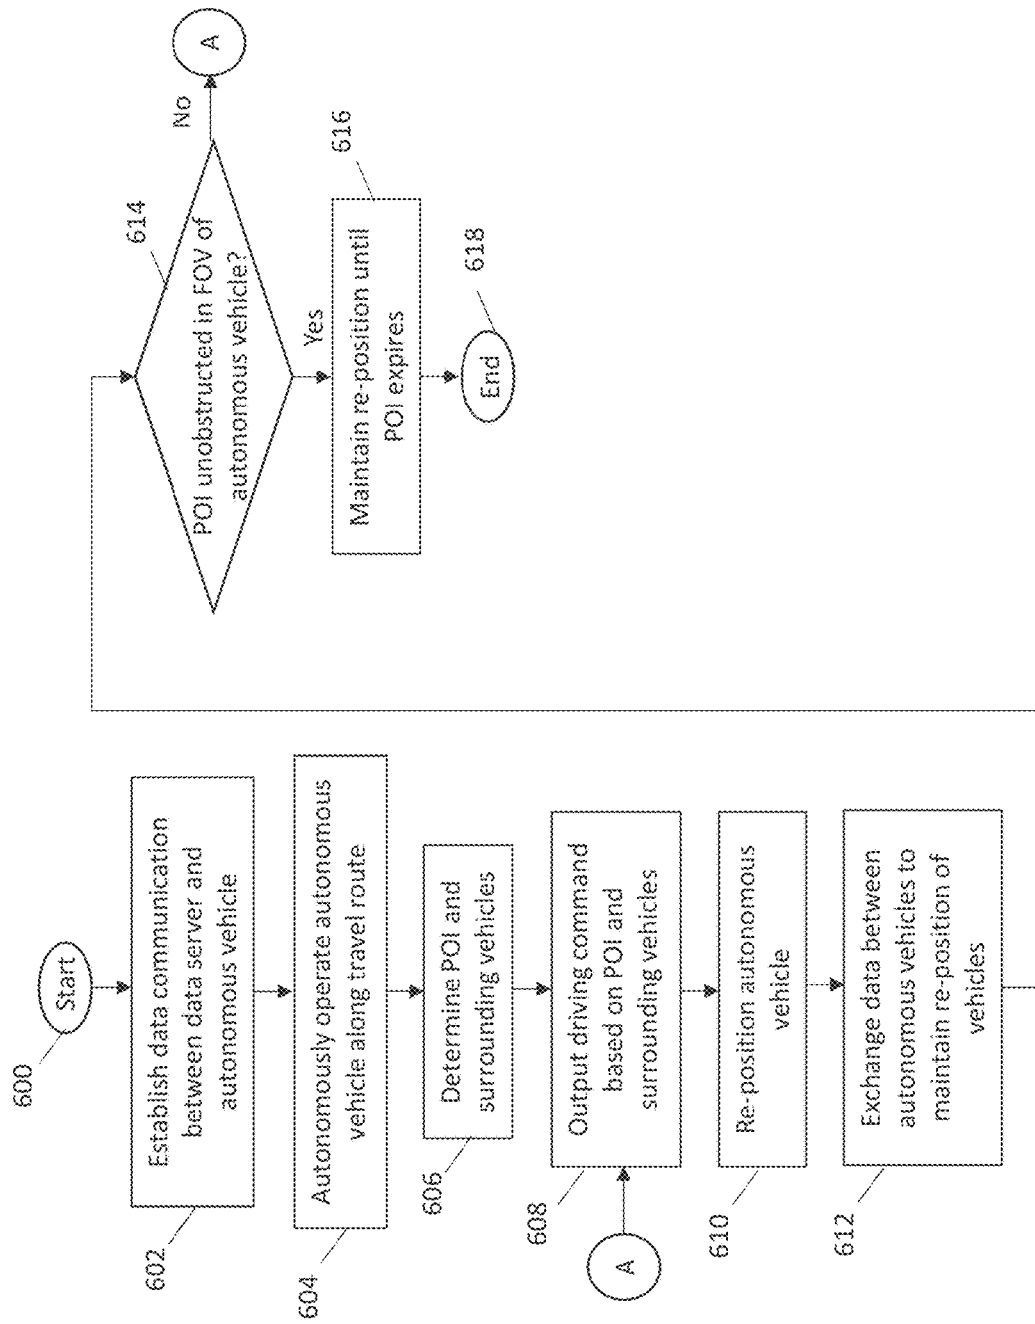 600
Start
602
Establish data communication
between data server and
autonomous vehicle
604
Autonomously operate autonomous
vehicle along travel route
606
Determine POI and
surrounding vehicles
608
Output driving command
based on POI and
surrounding vehicles
A
610
Re-position autonomous
vehicle
612
Exchange data between
autonomous vehicles to
maintain re-position of
vehicles
614
POI unobstructed in FOV of
autonomous vehicle?
No
A
Yes
616
Maintain re-position until
POI expires
618
End